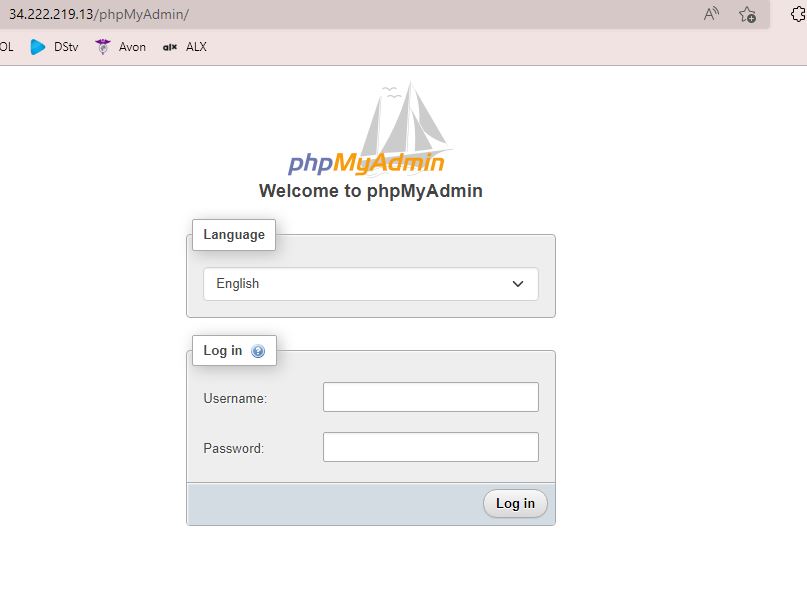 34.222.219.13/phpMyAdmin/
OL DStv Avon alx ALX
phpMyAdmin
Welcome to phpMyAdmin
Language
English
Log in
Username:
Password:
Log in